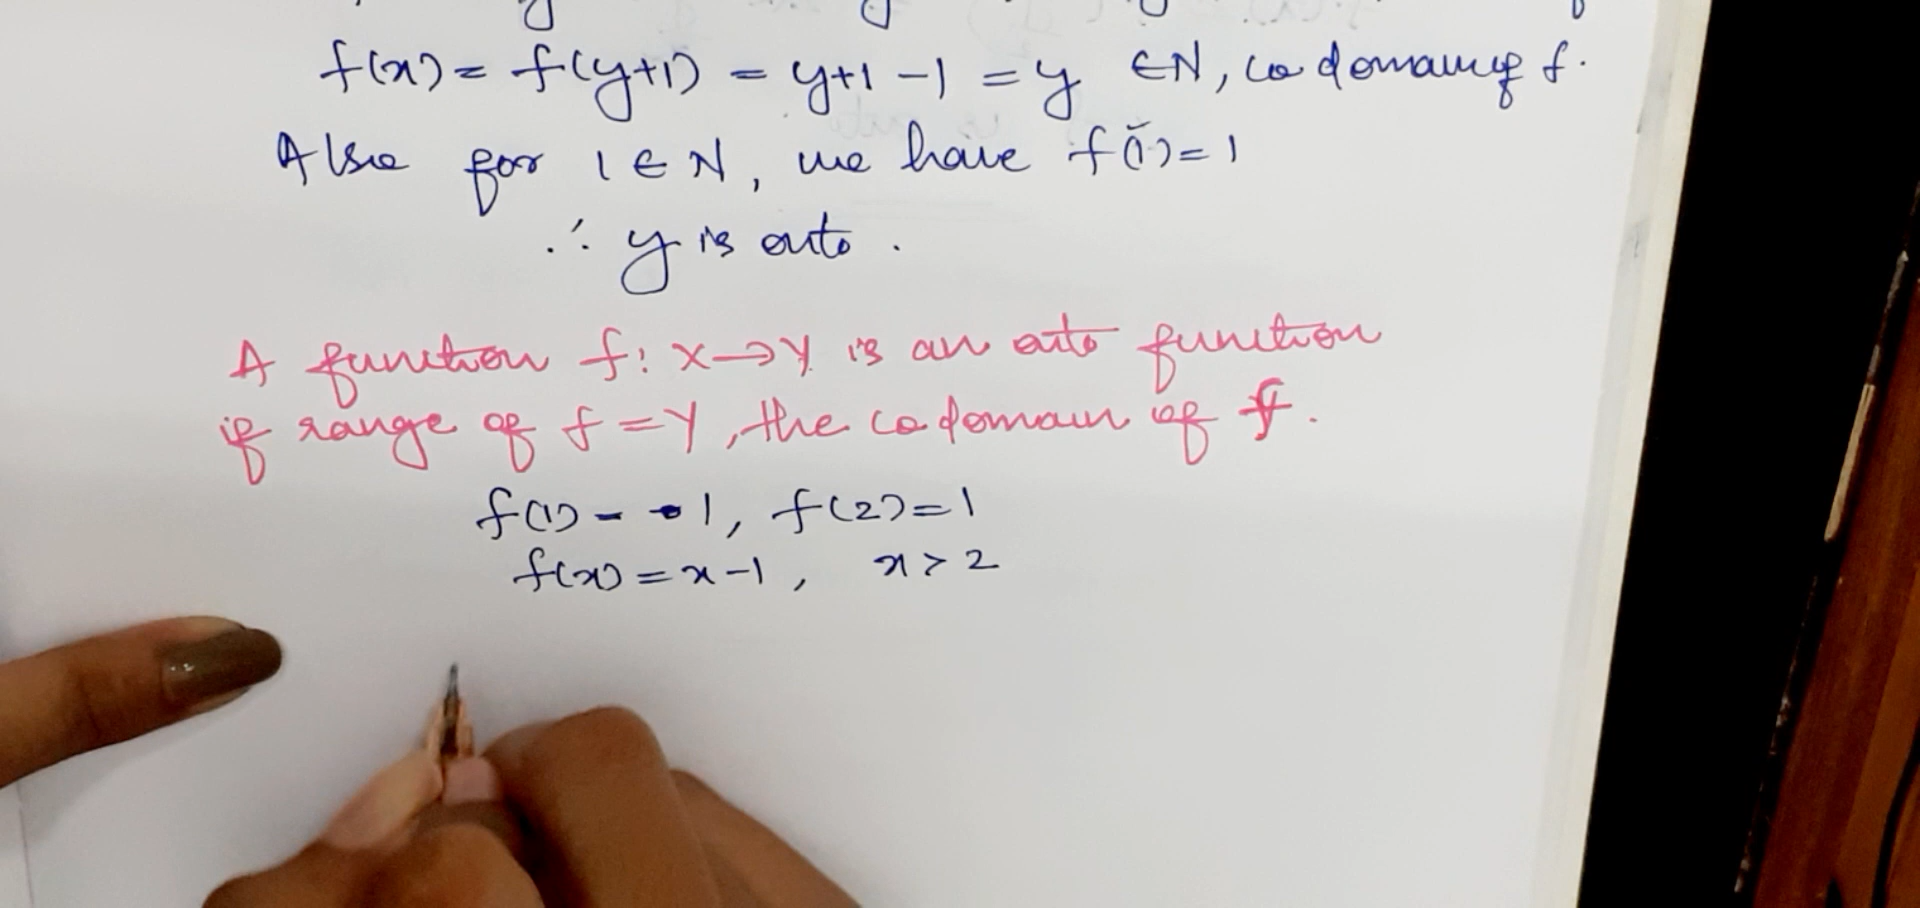 f(x) = f(y+1) = y+1 -1 = y ∈N, co domain of f.
Also for 1 ∈ N, we have f(1) = 1
∴ y is onto .
A function f: X→Y is an onto function
if range of f = Y, the co domain of f.
f(1) - 1, f(2) = 1
f(x) = x-1, x > 2